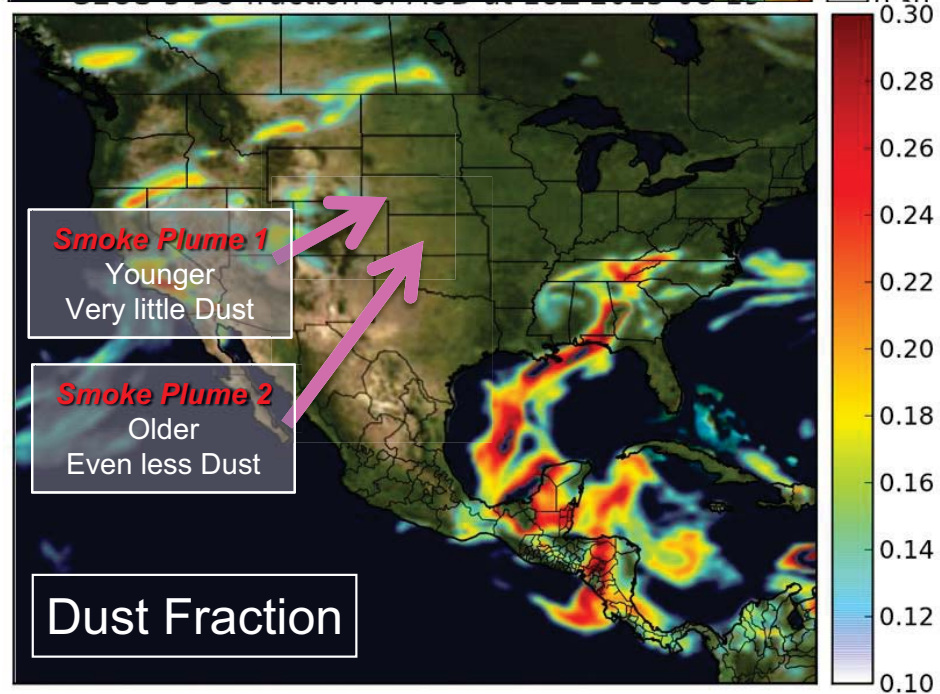 0.30
0.28
0.26
0.24
0.22
0.20
0.18
0.16
0.14
0.12
0.10
Smoke Plume 1
Younger
Very little Dust
Smoke Plume 2
Older
Even less Dust
Dust Fraction